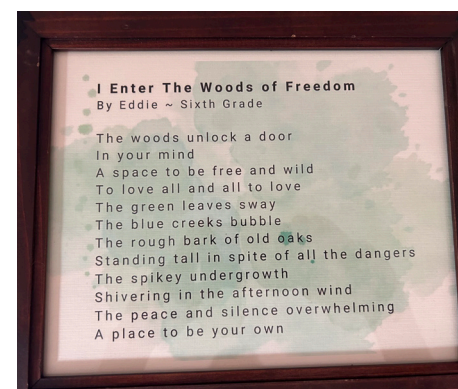 I Enter The Woods of Freedom
By Eddie ~ Sixth Grade
The woods unlock a door
In your mind
A space to be free and wild
To love all and all to love
The green leaves sway
The blue creeks bubble
The rough bark of old oaks
Standing tall in spite of all the dangers
The spikey undergrowth
Shivering in the afternoon wind
The peace and silence overwhelming
A place to be your own